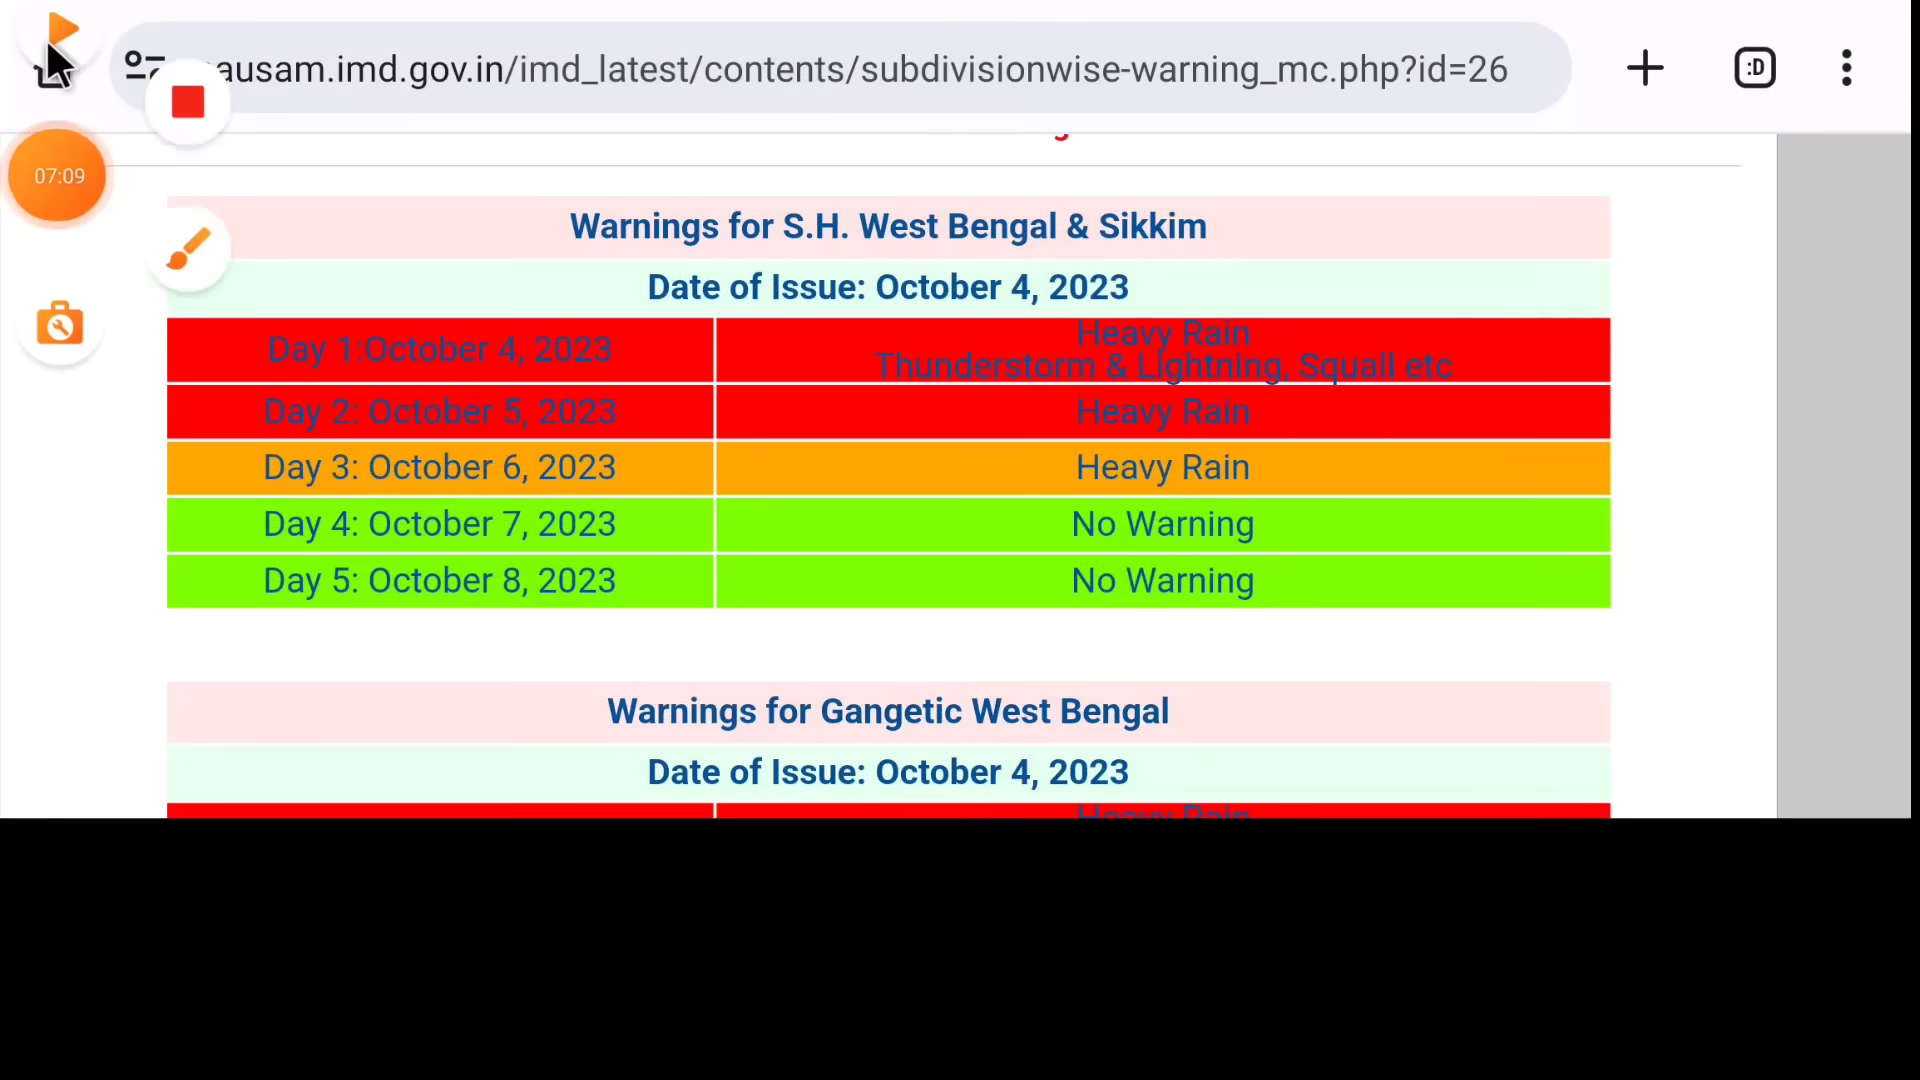 ausam.imd.gov.in/imd_latest/contents/subdivisionwise-warning_mc.php?id=26
:D
07:09
Warnings for S.H. West Bengal & Sikkim
Date of Issue: October 4, 2023
Day 1:October 4, 2023
Heavy Rain
Thunderstorm & Lightning, Squall etc
Day 2: October 5, 2023
Heavy Rain
Day 3: October 6, 2023
Heavy Rain
Day 4: October 7, 2023
No Warning
Day 5: October 8, 2023
No Warning
Warnings for Gangetic West Bengal
Date of Issue: October 4, 2023
Heavy Rain